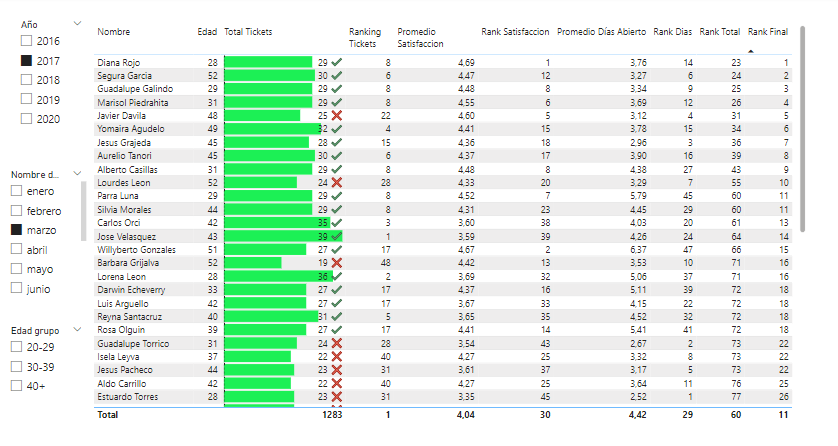 Año
2016
2017
2018
2019
2020
Nombre d...
enero
febrero
marzo
abril
mayo
junio
Edad grupo
20-29
30-39
40+
Nombre Edad Total Tickets Ranking Tickets Promedio Satisfaccion Rank Satisfaccion Promedio Días Abierto Rank Dias Rank Total Rank Final
Diana Rojo 28 29 8 4,69 1 3,76 14 23 1
Segura Garcia 52 30 6 4,47 12 3,27 6 24 2
Guadalupe Galindo 29 29 8 4,48 8 3,34 9 25 3
Marisol Piedrahita 31 29 8 4,55 6 3,69 12 26 4
Javier Davila 48 25 22 4,60 5 3,12 4 31 5
Yomaira Agudelo 49 32 4 4,41 15 3,78 15 34 6
Jesus Grajeda 45 28 15 4,36 18 2,96 3 36 7
Aurelio Tanori 45 30 6 4,37 17 3,90 16 39 8
Alberto Casillas 31 29 8 4,48 8 4,38 27 43 9
Lourdes Leon 52 24 28 4,33 20 3,29 7 55 10
Parra Luna 29 29 8 4,52 7 5,79 45 60 11
Silvia Morales 44 29 8 4,31 23 4,45 29 60 11
Carlos Orci 42 35 3 3,60 38 4,03 20 61 13
Jose Velasquez 43 39 1 3,59 39 4,26 24 64 14
Willyberto Gonzales 51 27 17 4,67 2 6,37 47 66 15
Barbara Grijalva 52 19 48 4,42 13 3,53 10 71 16
Lorena Leon 28 36 2 3,69 32 5,06 37 71 16
Darwin Echeverry 33 27 17 4,37 16 5,11 39 72 18
Luis Arguello 42 27 17 3,67 33 4,15 22 72 18
Reyna Santacruz 40 31 5 3,65 35 4,52 32 72 18
Rosa Olguin 39 27 17 4,41 14 5,41 41 72 18
Guadalupe Torrico 31 24 28 3,54 43 2,67 2 73 22
Isela Leyva 37 22 40 4,27 25 3,32 8 73 22
Jesus Pacheco 44 23 31 3,61 37 3,17 5 73 22
Aldo Carrillo 42 22 40 4,27 25 3,64 11 76 25
Estuardo Torres 28 23 31 3,35 45 2,52 1 77 26
Total 1283 1 4,04 30 4,42 29 60 11